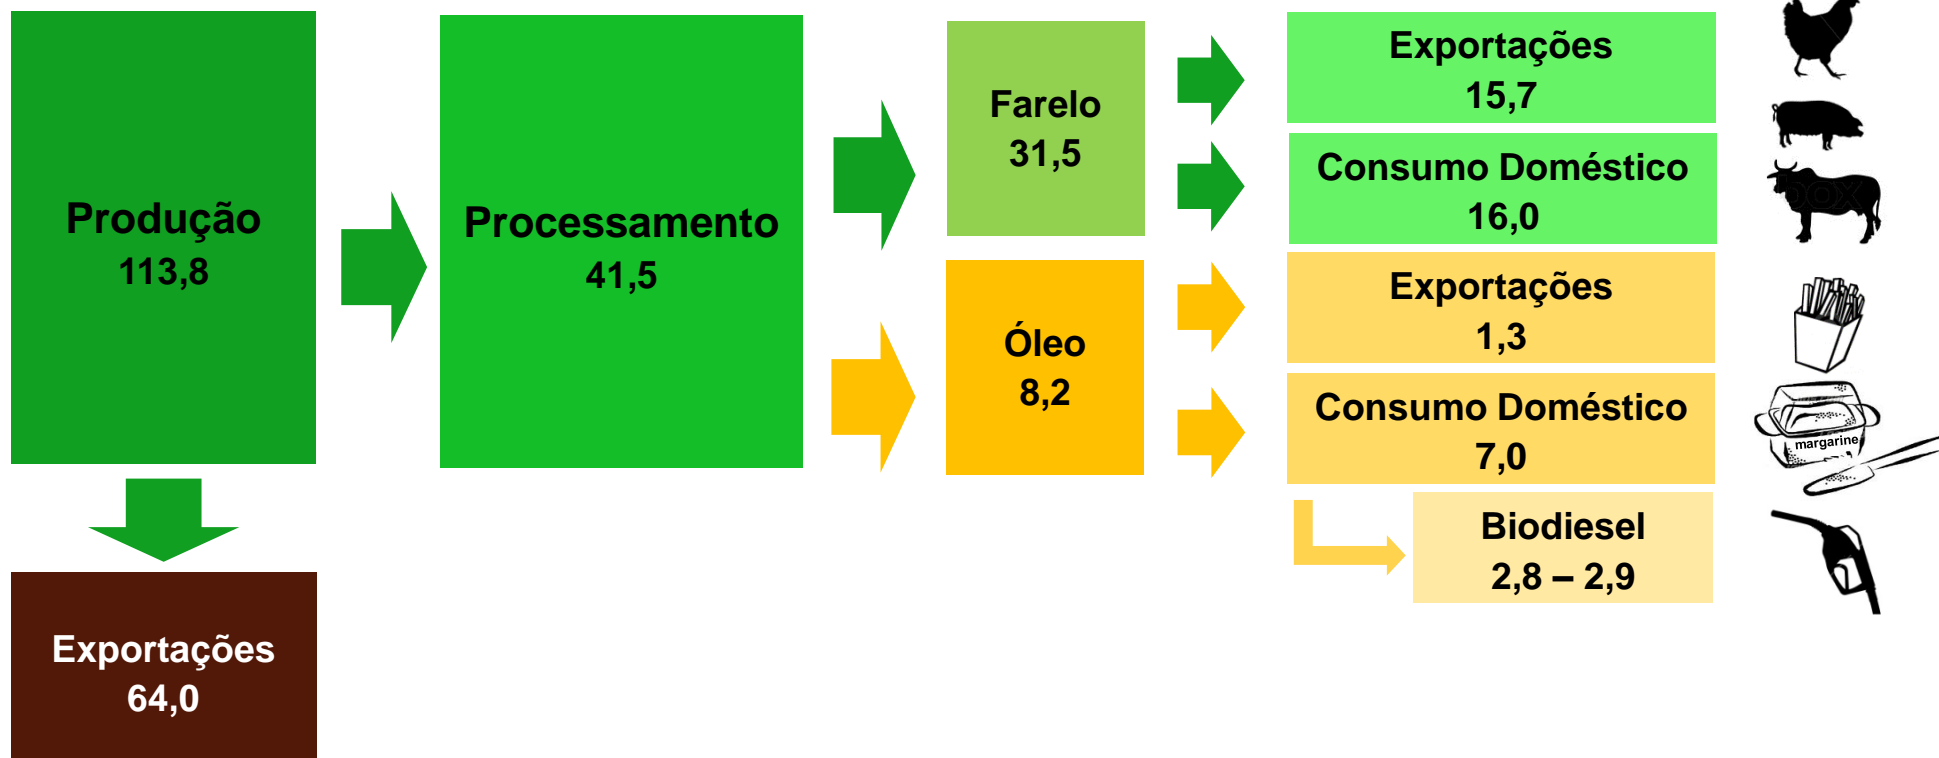 Produção
113,8
Exportações
64,0
Processamento
41,5
Farelo
31,5
Óleo
8,2
Exportações
15,7
Consumo Doméstico
16,0
Exportações
1,3
Consumo Doméstico
7,0
Biodiesel
2,8 – 2,9
box
margarine